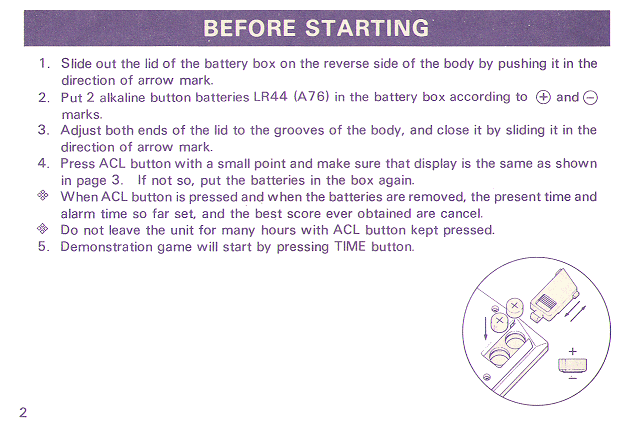 BEFORE STARTING
1. Slide out the lid of the battery box on the reverse side of the body by pushing it in the
direction of arrow mark.
2. Put 2 alkaline button batteries LR44 (A76) in the battery box according to ⊕ and ⊖
marks.
3. Adjust both ends of the lid to the grooves of the body, and close it by sliding it in the
direction of arrow mark.
4. Press ACL button with a small point and make sure that display is the same as shown
in page 3. If not so, put the batteries in the box again.
When ACL button is pressed and when the batteries are removed, the present time and
alarm time so far set, and the best score ever obtained are cancel.
Do not leave the unit for many hours with ACL button kept pressed.
5. Demonstration game will start by pressing TIME button.
+
−
2